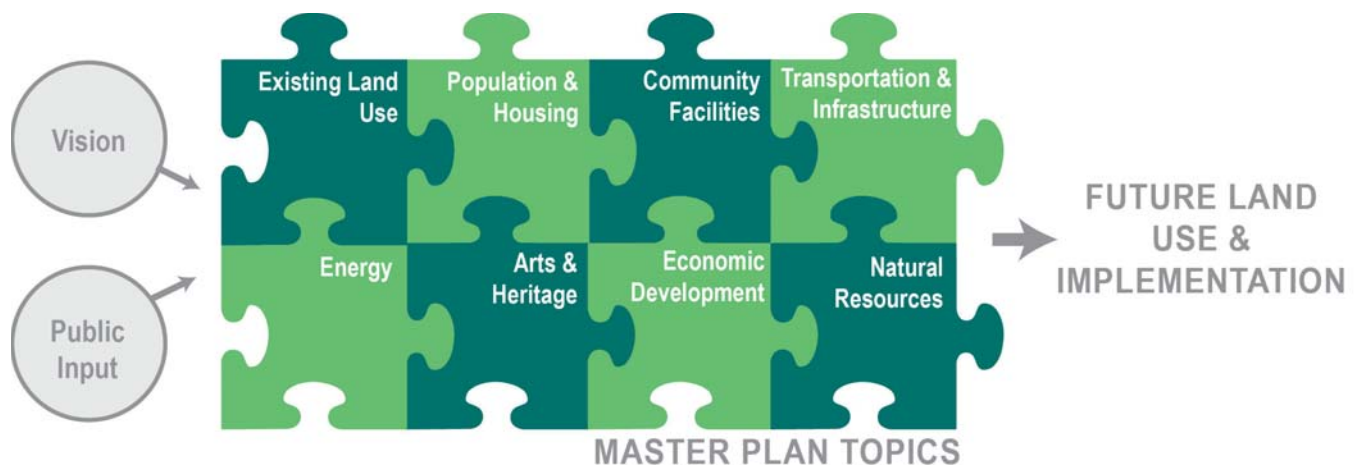 Vision
Public
Input
Existing Land
Use
Population &
Housing
Community
Facilities
Transportation &
Infrastructure
Energy
Arts &
Heritage
Economic
Development
Natural
Resources
MASTER PLAN TOPICS
FUTURE LAND
USE &
IMPLEMENTATION